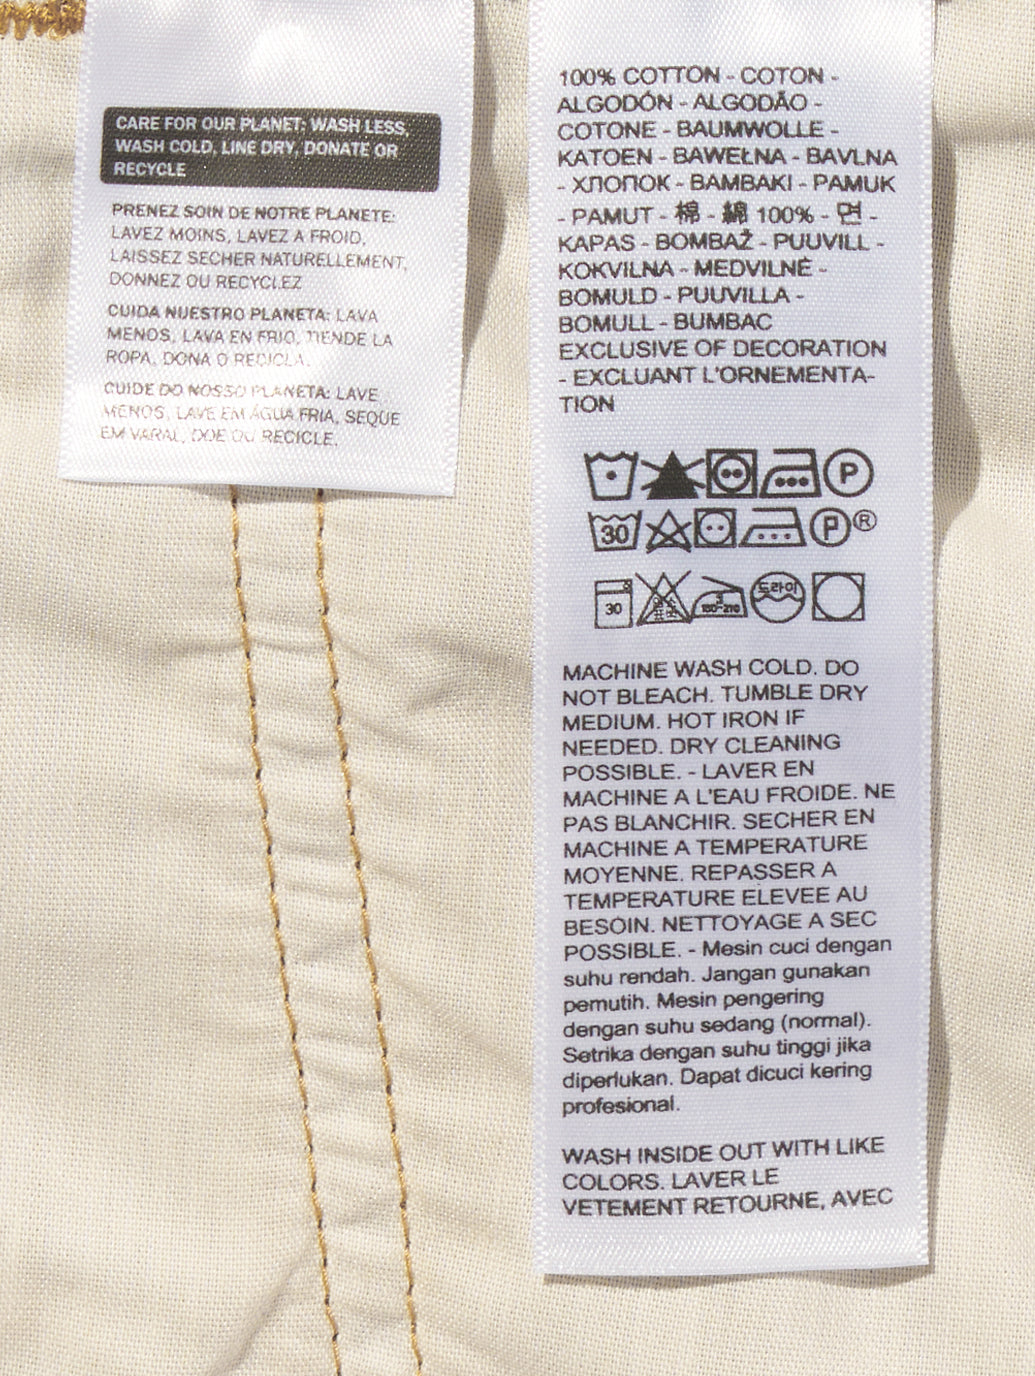 CARE FOR OUR PLANET: WASH LESS,
WASH COLD, LINE DRY, DONATE OR
RECYCLE
PRENEZ SOIN DE NOTRE PLANETE:
LAVEZ MOINS, LAVEZ A FROID,
LAISSEZ SECHER NATURELLEMENT,
DONNEZ OU RECYCLEZ
CUIDA NUESTRO PLANETA: LAVA
MENOS, LAVA EN FRIO, TIENDE LA
ROPA, DONA O RECICLA.
CUIDE DO NOSSO PLANETA: LAVE
MENOS, LAVE EM ÁGUA FRIA, SEQUE
EM VARAL, DOE OU RECICLE.
100% COTTON - COTON -
ALGODÓN - ALGODÃO -
COTONE - BAUMWOLLE -
KATOEN - BAWEŁNA - BAVLNA
- ХЛОПОК - BAMBAKI - PAMUK
- PAMUT - 棉 - 綿 100% - 면 -
KAPAS - BOMBAŽ - PUUVILL -
KOKVILNA - MEDVILNĖ -
BOMULD - PUUVILLA -
BOMULL - BUMBAC
EXCLUSIVE OF DECORATION
- EXCLUANT L'ORNEMENTA-
TION
P
30 P ®
30 3 180-210 드라이
MACHINE WASH COLD. DO
NOT BLEACH. TUMBLE DRY
MEDIUM. HOT IRON IF
NEEDED. DRY CLEANING
POSSIBLE. - LAVER EN
MACHINE A L'EAU FROIDE. NE
PAS BLANCHIR. SECHER EN
MACHINE A TEMPERATURE
MOYENNE. REPASSER A
TEMPERATURE ELEVEE AU
BESOIN. NETTOYAGE A SEC
POSSIBLE. - Mesin cuci dengan
suhu rendah. Jangan gunakan
pemutih. Mesin pengering
dengan suhu sedang (normal).
Setrika dengan suhu tinggi jika
diperlukan. Dapat dicuci kering
profesional.
WASH INSIDE OUT WITH LIKE
COLORS. LAVER LE
VETEMENT RETOURNE, AVEC